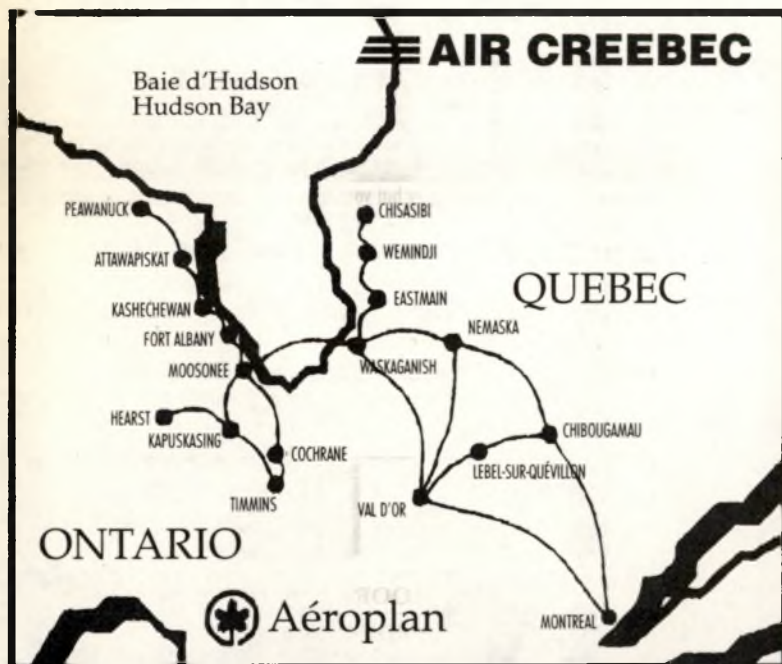 AIR CREEBEC
Baie d'Hudson
Hudson Bay
PEAWANUCK
CHISASIBI
ATTAWAPISKAT
WEMINDJI
QUEBEC
KASHECHEWAN
EASTMAIN
FORT ALBANY
NEMASKA
MOOSONEE
WASKAGANISH
HEARST
KAPUSKASING
COCHRANE
CHIBOUGAMAU
LEBEL-SUR-QUÉVILLON
TIMMINS
VAL D'OR
ONTARIO
Aéroplan
MONTREAL